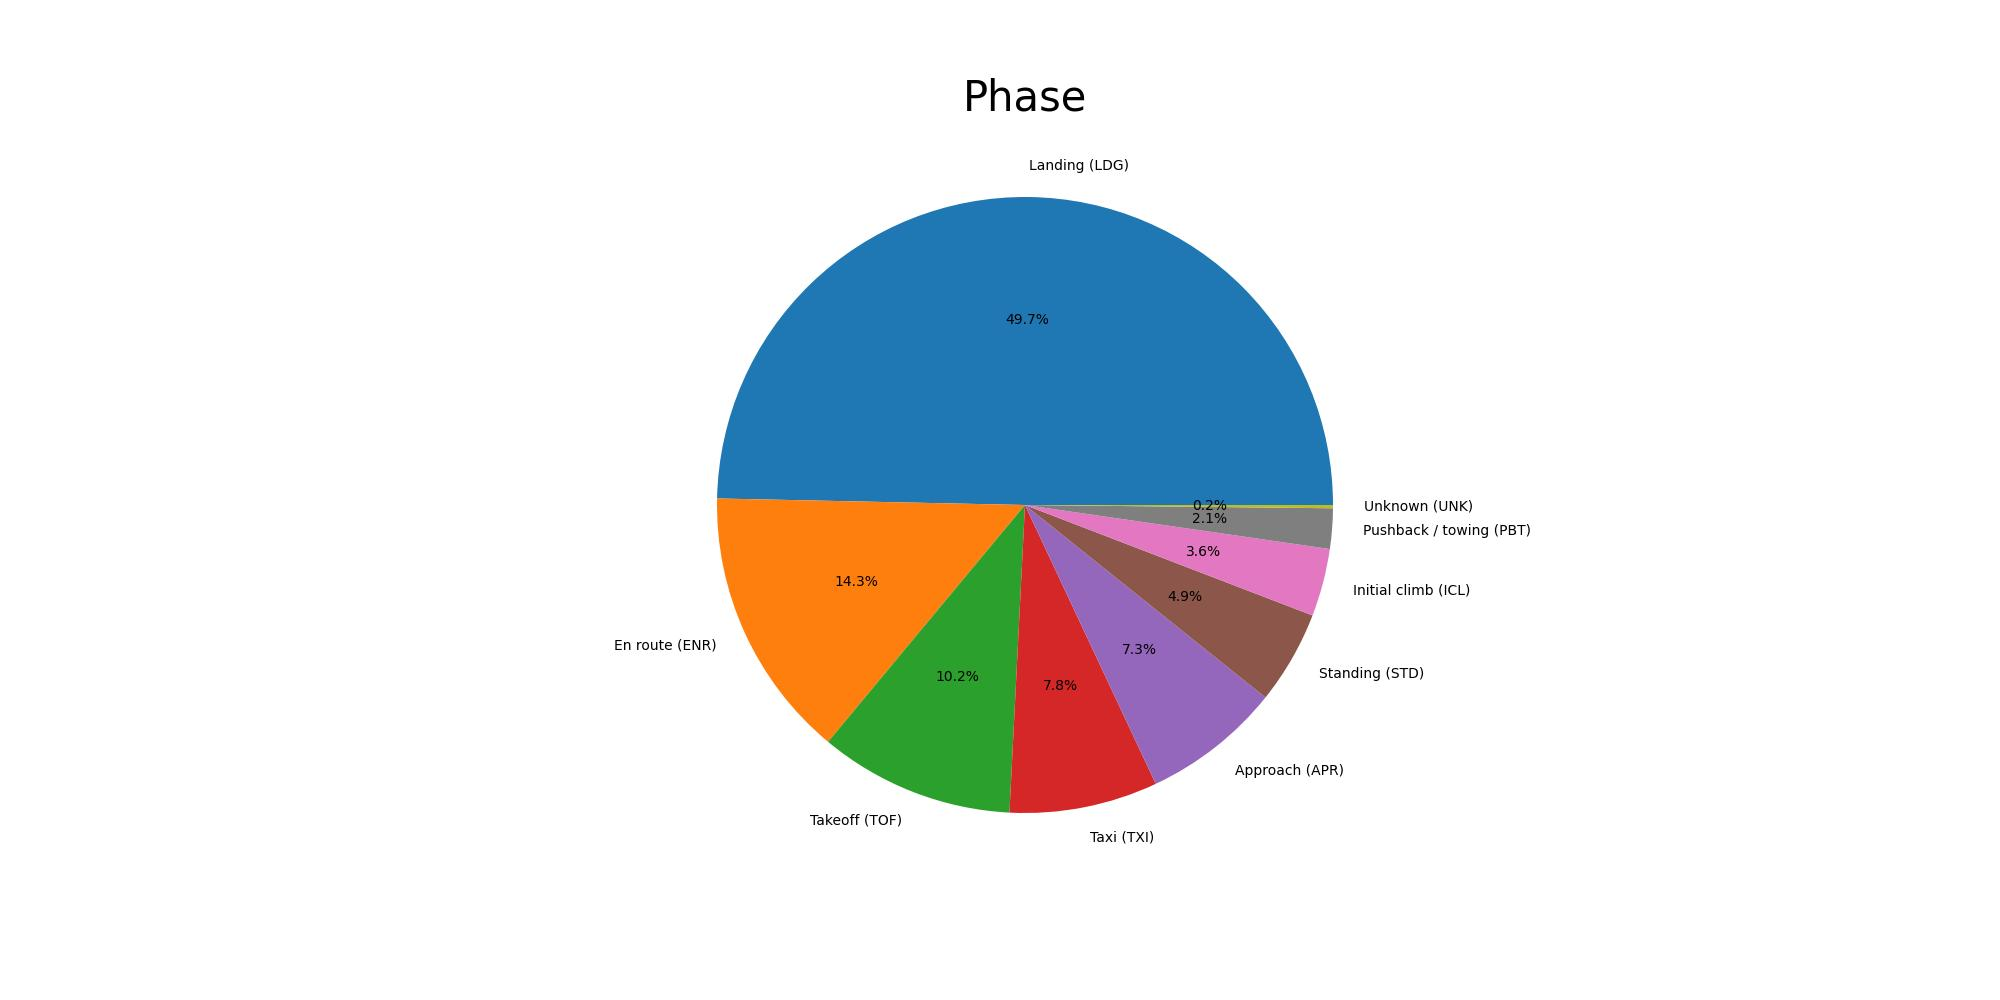 Phase
Landing (LDG)
49.7%
Unknown (UNK)
0.2%
2.1%
Pushback / towing (PBT)
3.6%
14.3%
Initial climb (ICL)
4.9%
En route (ENR)
7.3%
Standing (STD)
10.2%
7.8%
Approach (APR)
Takeoff (TOF)
Taxi (TXI)